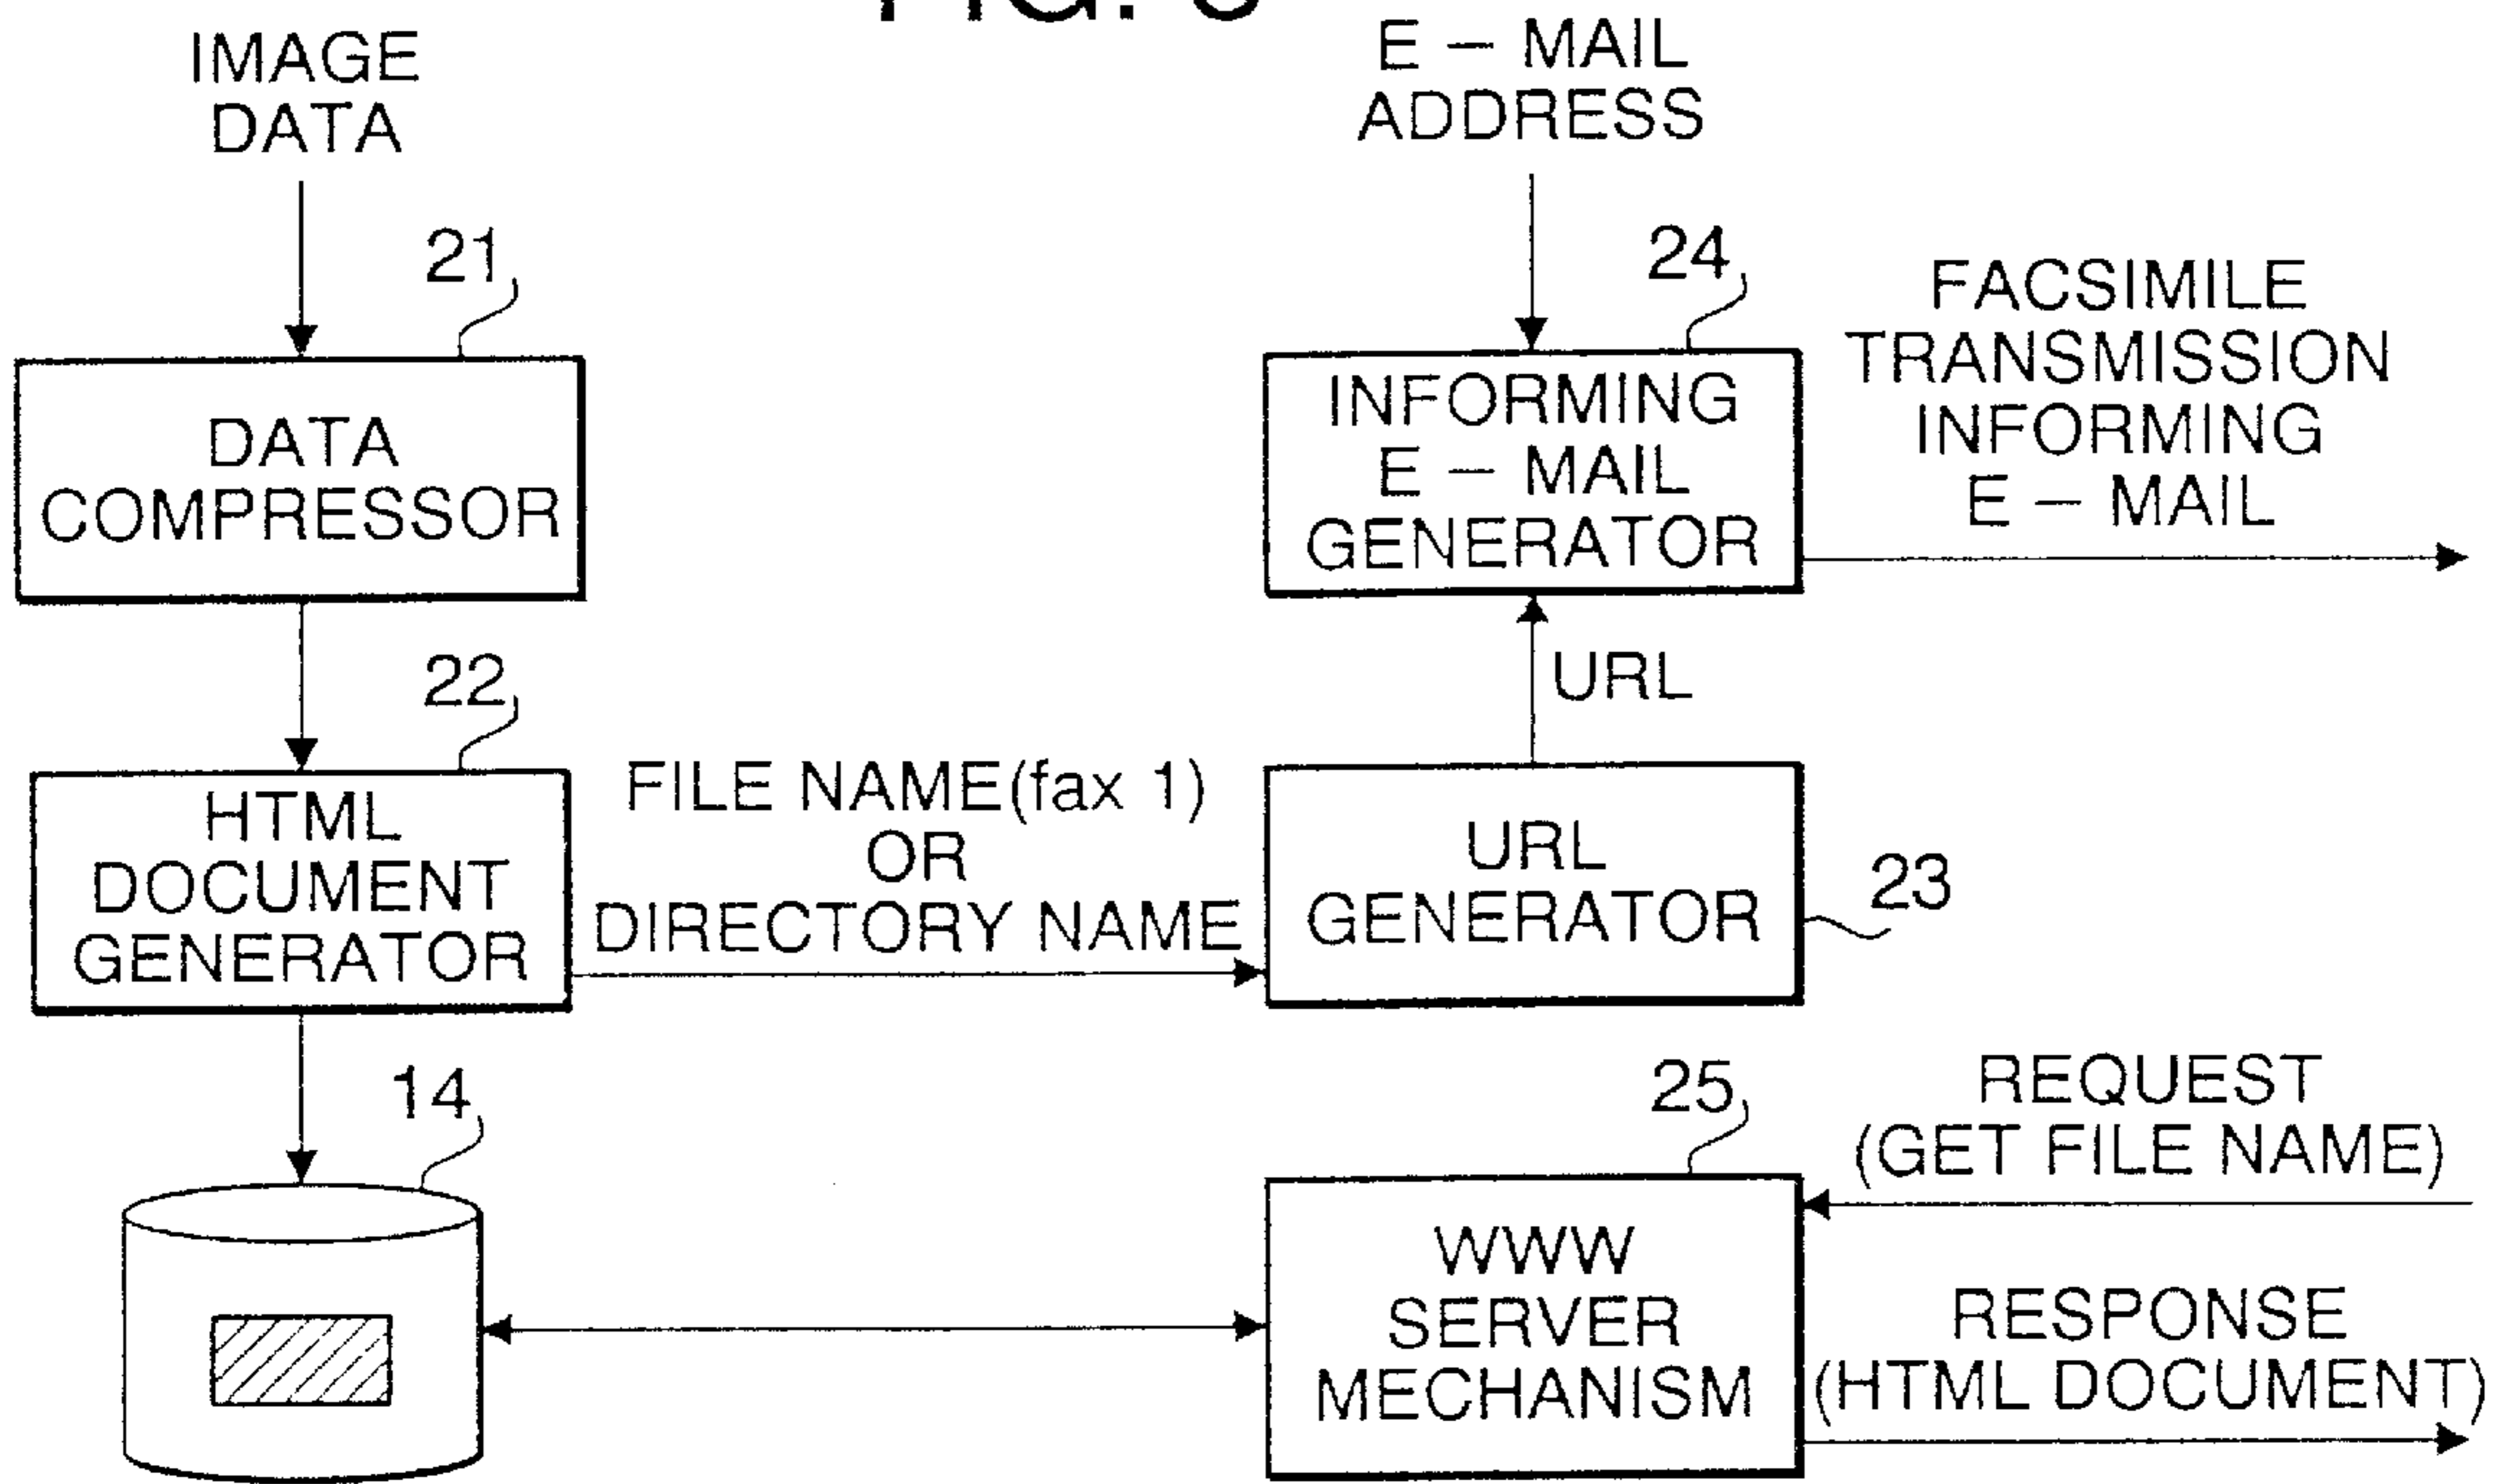 IMAGE
DATA
E – MAIL
ADDRESS
21
24
FACSIMILE
TRANSMISSION
INFORMING
E – MAIL
DATA
COMPRESSOR
INFORMING
E – MAIL
GENERATOR
22
URL
HTML
DOCUMENT
GENERATOR
FILE NAME(fax 1)
OR
DIRECTORY NAME
URL
GENERATOR
23
14
25
REQUEST
(GET FILE NAME)
WWW
SERVER
MECHANISM
RESPONSE
(HTML DOCUMENT)